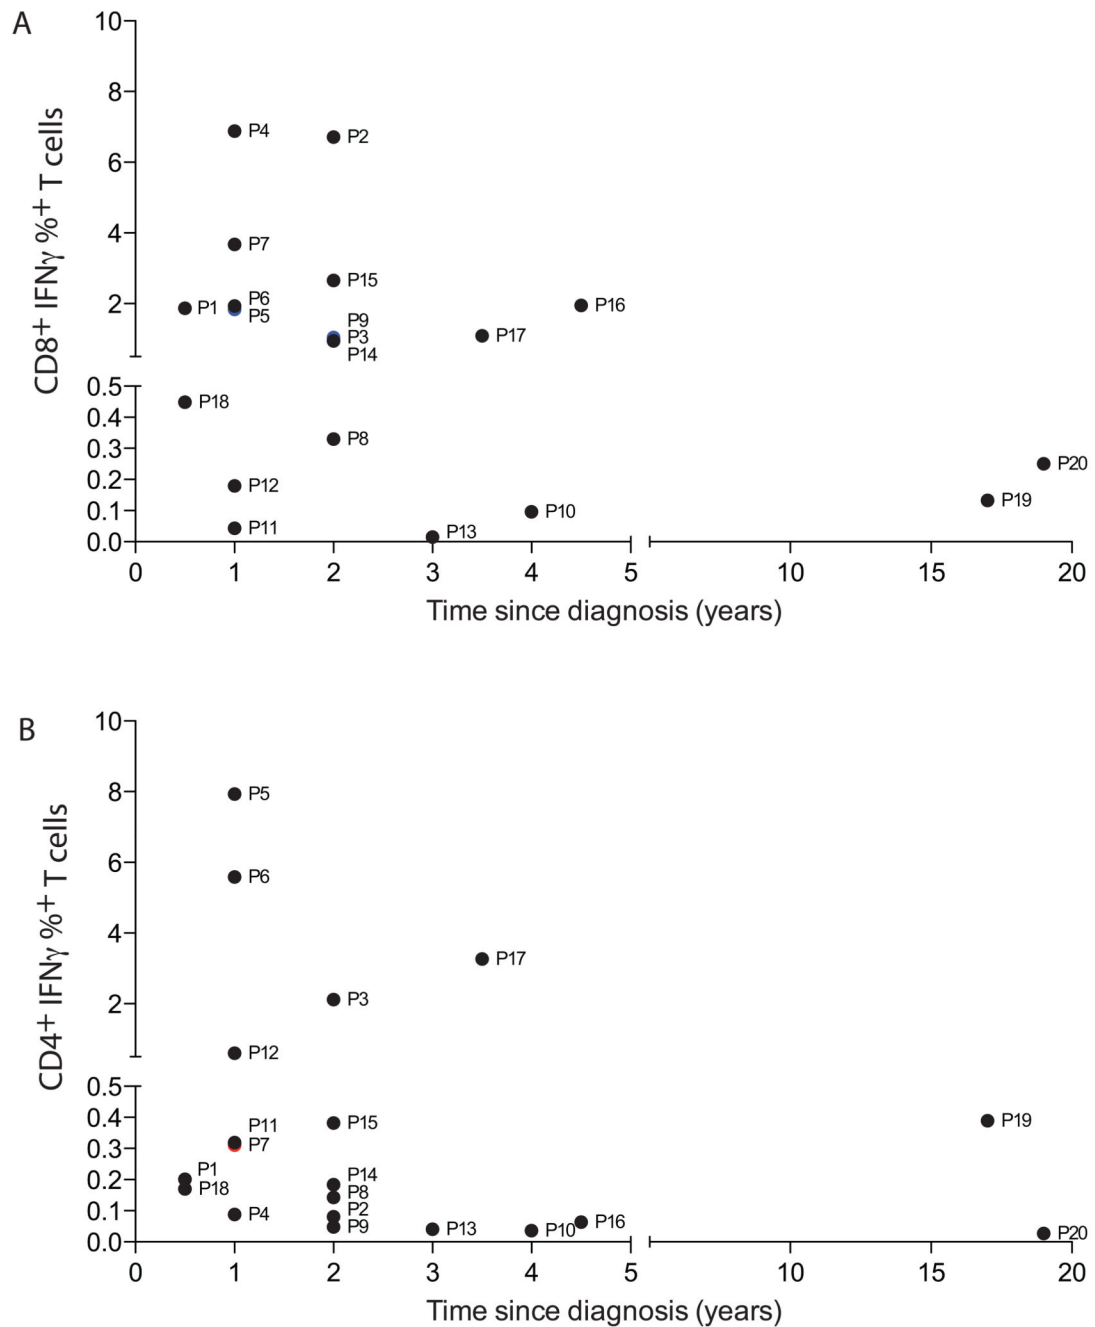 A
10
8
6
4
2
0.5
0.4
0.3
0.2
0.1
0.0
CD8+ IFNγ %+ T cells
P4
P2
P7
P15
P6
P5
P1
P9
P3
P14
P17
P16
P18
P8
P12
P11
P13
P10
P19
P20
0 1 2 3 4 5 10 15 20
Time since diagnosis (years)
B
10
8
6
4
2
0.5
0.4
0.3
0.2
0.1
0.0
CD4+ IFNγ %+ T cells
P5
P6
P17
P3
P12
P11
P7
P15
P19
P1
P18
P4
P14
P8
P2
P9
P13
P10
P16
P20
0 1 2 3 4 5 10 15 20
Time since diagnosis (years)